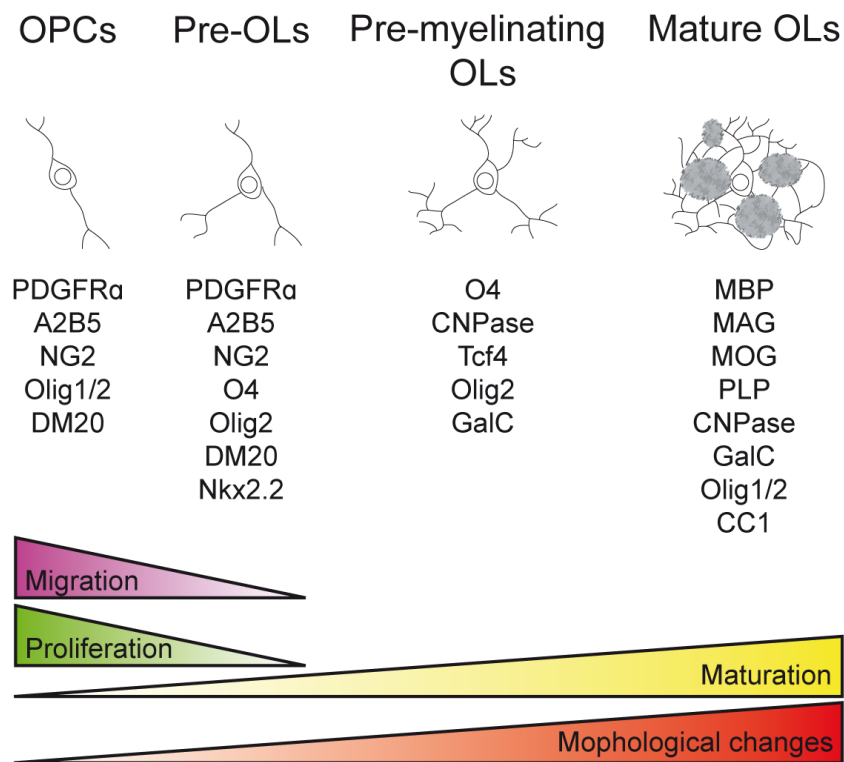 OPCs
Pre-OLs
Pre-myelinating
OLs
Mature OLs
PDGFRɑ
A2B5
NG2
Olig1/2
DM20
PDGFRɑ
A2B5
NG2
O4
Olig2
DM20
Nkx2.2
O4
CNPase
Tcf4
Olig2
GalC
MBP
MAG
MOG
PLP
CNPase
GalC
Olig1/2
CC1
Migration
Proliferation
Maturation
Mophological changes